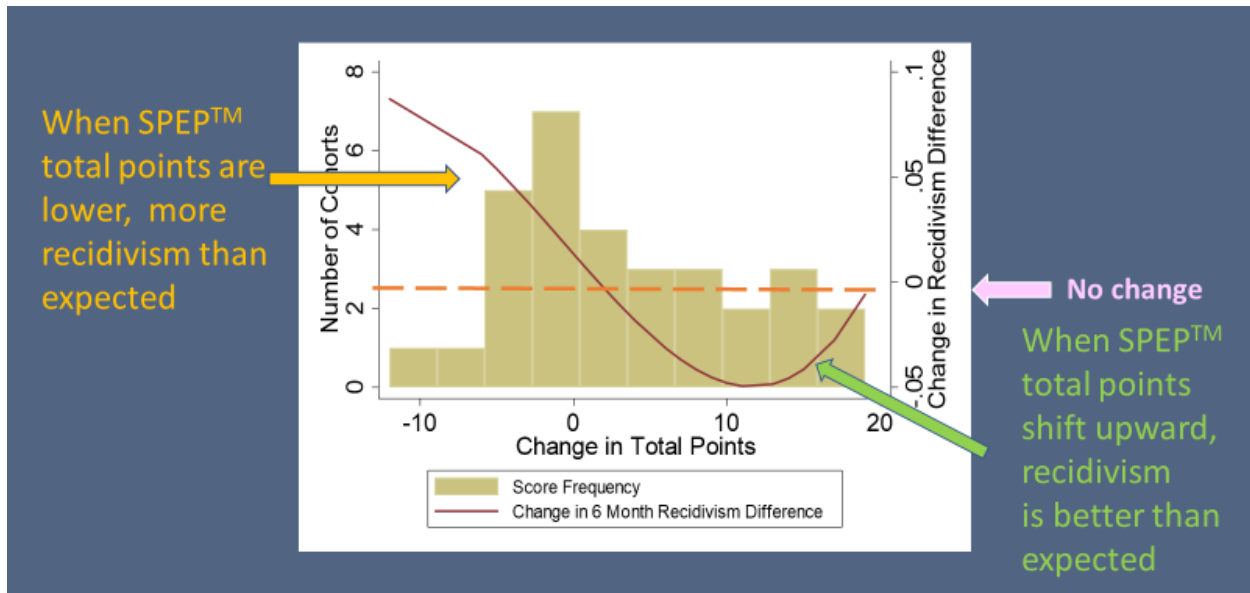 When SPEP™
total points are
lower, more
recidivism than
expected
Number of Cohorts
8
6
4
2
0
.1
.05
0
-.05
Change in Recidivism Difference
-10
0
10
20
Change in Total Points
Score Frequency
Change in 6 Month Recidivism Difference
No change
When SPEP™
total points
shift upward,
recidivism
is better than
expected